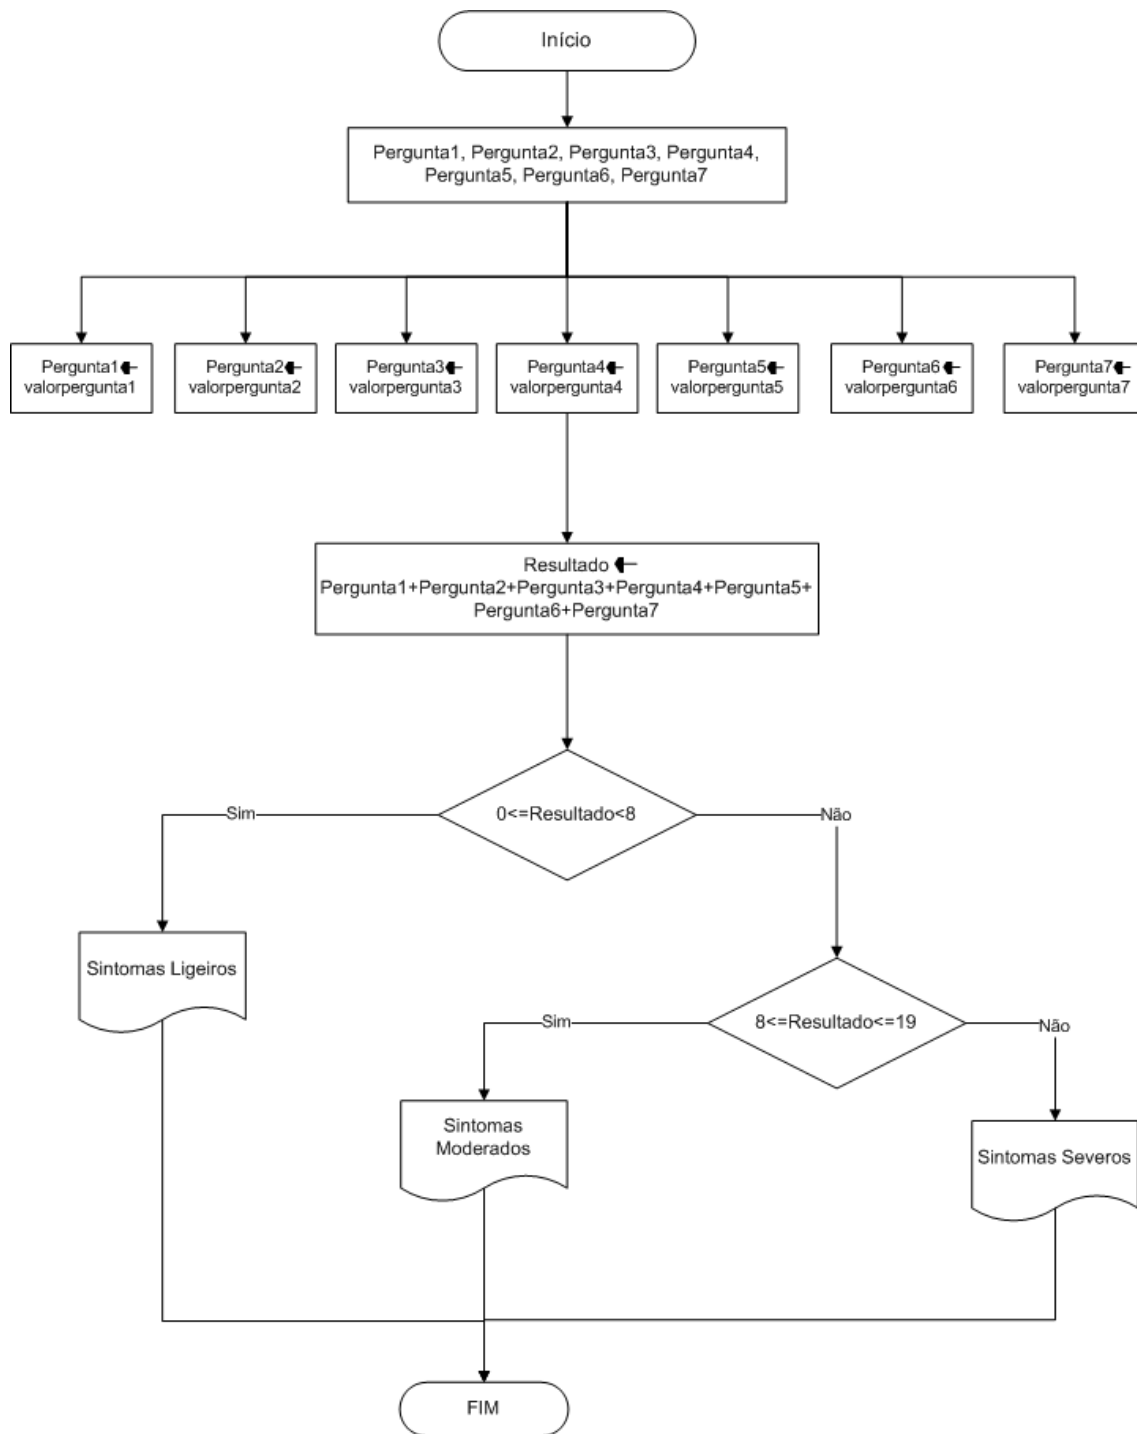 Início
Pergunta1, Pergunta2, Pergunta3, Pergunta4,
Pergunta5, Pergunta6, Pergunta7
Pergunta1
valorpergunta1
Pergunta2
valorpergunta2
Pergunta3
valorpergunta3
Pergunta4
valorpergunta4
Pergunta5
valorpergunta5
Pergunta6
valorpergunta6
Pergunta7
valorpergunta7
Resultado
Pergunta1+Pergunta2+Pergunta3+Pergunta4+Pergunta5+
Pergunta6+Pergunta7
0<=Resultado<8
Sim
Não
Sintomas Ligeiros
8<=Resultado<=19
Sim
Não
Sintomas
Moderados
Sintomas Severos
FIM